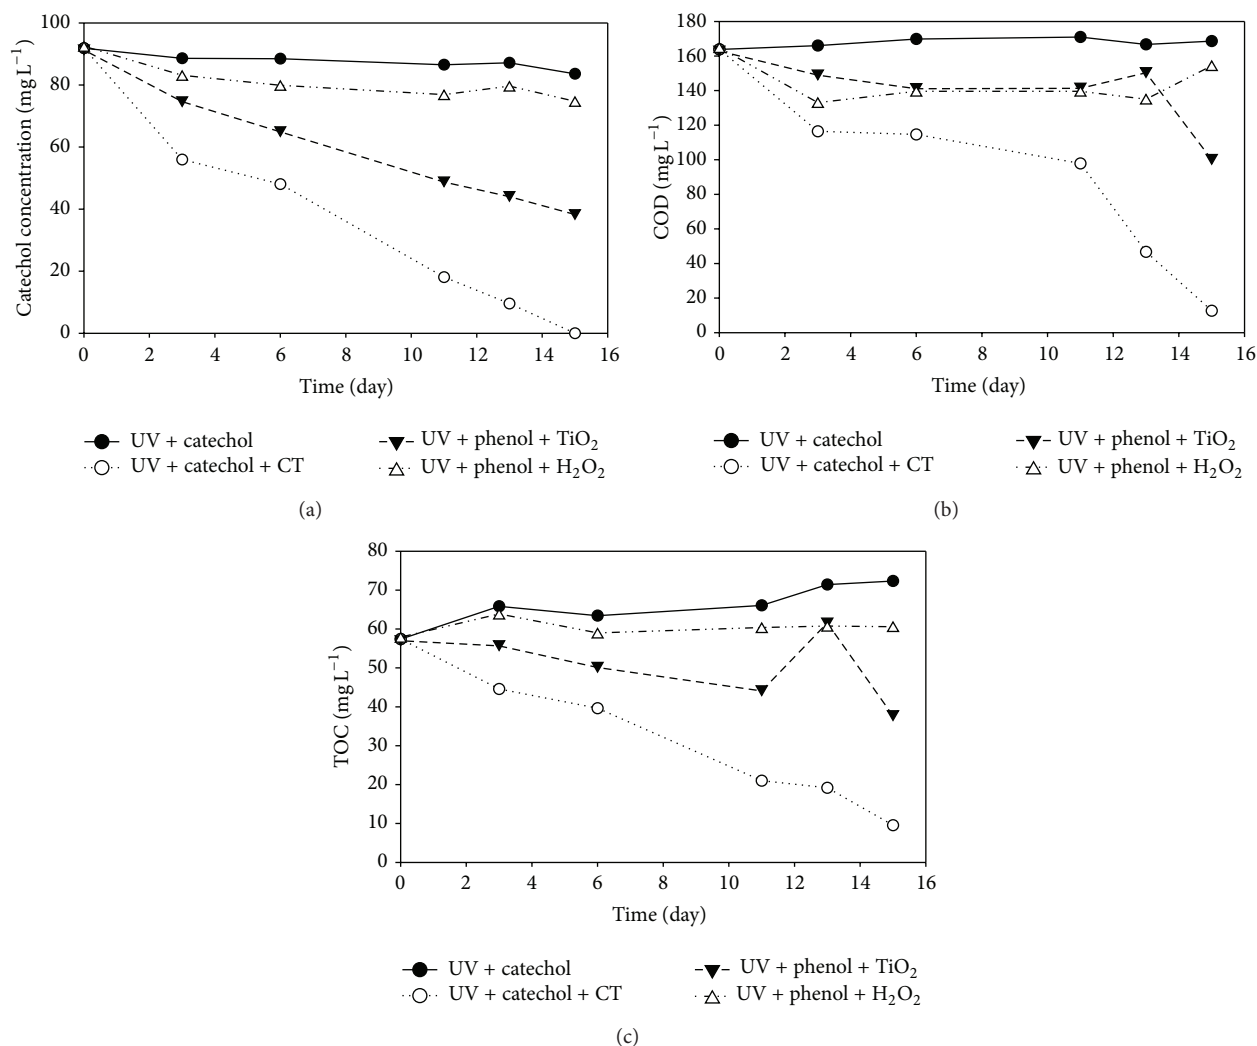 100
80
60
40
20
0
Catechol concentration (mg L⁻¹)
0 2 4 6 8 10 12 14 16
Time (day)
UV + catechol
UV + catechol + CT
UV + phenol + TiO₂
UV + phenol + H₂O₂
(a)
180
160
140
120
100
80
60
40
20
0
COD (mg L⁻¹)
0 2 4 6 8 10 12 14 16
Time (day)
UV + catechol
UV + catechol + CT
UV + phenol + TiO₂
UV + phenol + H₂O₂
(b)
80
70
60
50
40
30
20
10
0
TOC (mg L⁻¹)
0 2 4 6 8 10 12 14 16
Time (day)
UV + catechol
UV + catechol + CT
UV + phenol + TiO₂
UV + phenol + H₂O₂
(c)